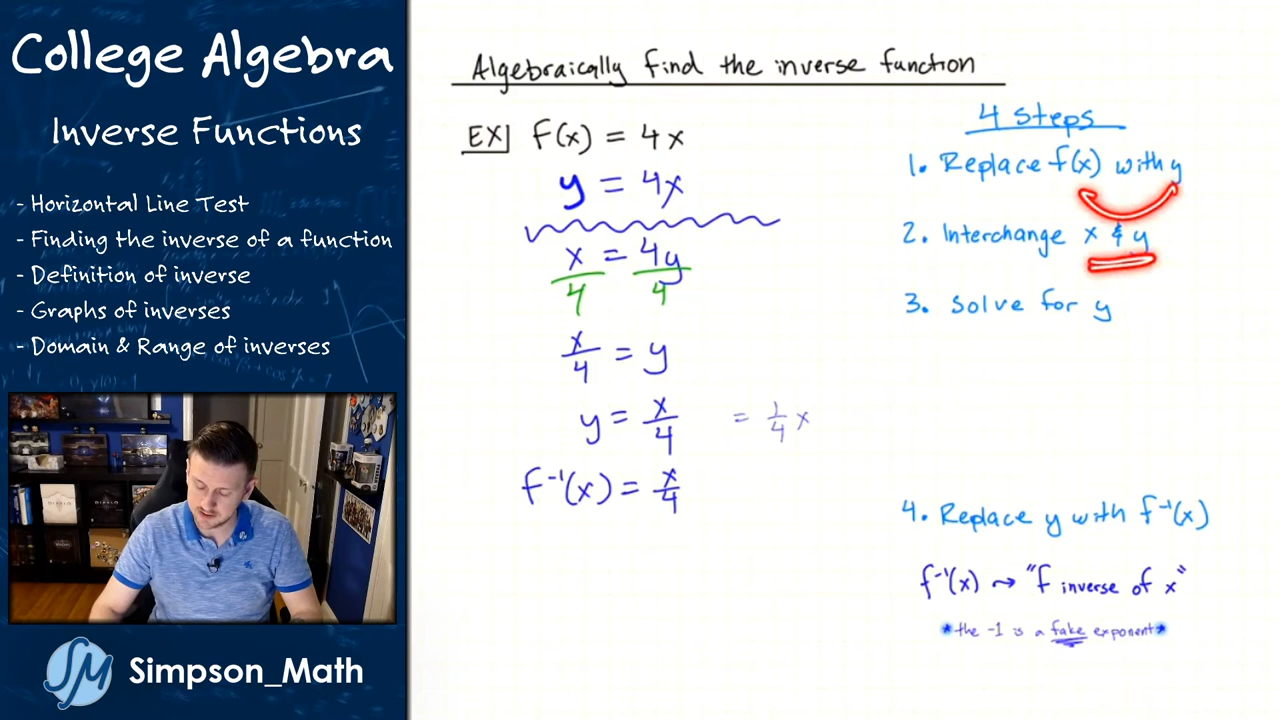 College Algebra
Inverse Functions
- Horizontal Line Test
- Finding the inverse of a function
- Definition of inverse
- Graphs of inverses
- Domain & Range of inverses
SM
Simpson_Math
Algebraically find the inverse function
EX] f(x) = 4x
y = 4x
x/4 = 4y/4
x/4 = y
y = x/4 = 1/4 x
f⁻¹(x) = x/4
4 steps
1. Replace f(x) with y
2. Interchange x & y
3. Solve for y
4. Replace y with f⁻¹(x)
f⁻¹(x) ⤳ "f inverse of x"
*the -1 is a fake exponent*